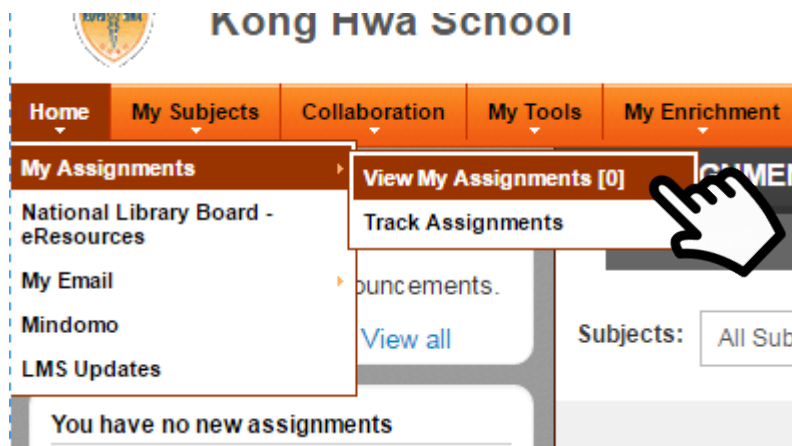 Kong Hwa School
Home My Subjects Collaboration My Tools My Enrichment
My Assignments
View My Assignments [0]
Track Assignments
National Library Board -
eResources
My Email
Mindomo
LMS Updates
View all
Subjects: All Sub
You have no new assignments